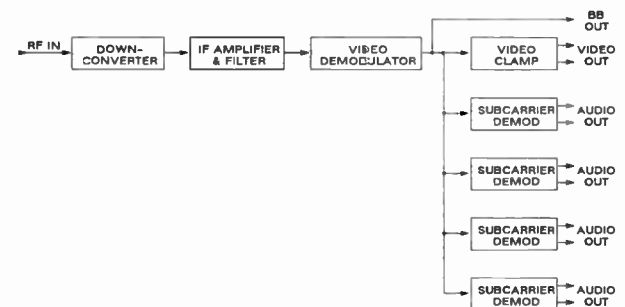 BB
OUT
RF IN
DOWN-
CONVERTER
IF AMPLIFIER
& FILTER
VIDEO
DEMODULATOR
VIDEO
CLAMP
VIDEO
OUT
SUBCARRIER
DEMOD
AUDIO
OUT
SUBCARRIER
DEMOD
AUDIO
OUT
SUBCARRIER
DEMOD
AUDIO
OUT
SUBCARRIER
DEMOD
AUDIO
OUT